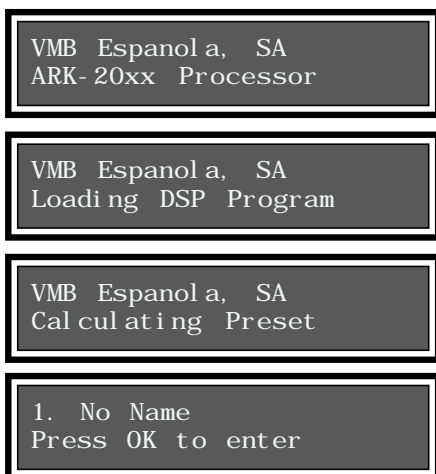 VMB Espanola, SA
ARK-20xx Processor
VMB Espanola, SA
Loading DSP Program
VMB Espanola, SA
Calculating Preset
1. No Name
Press OK to enter